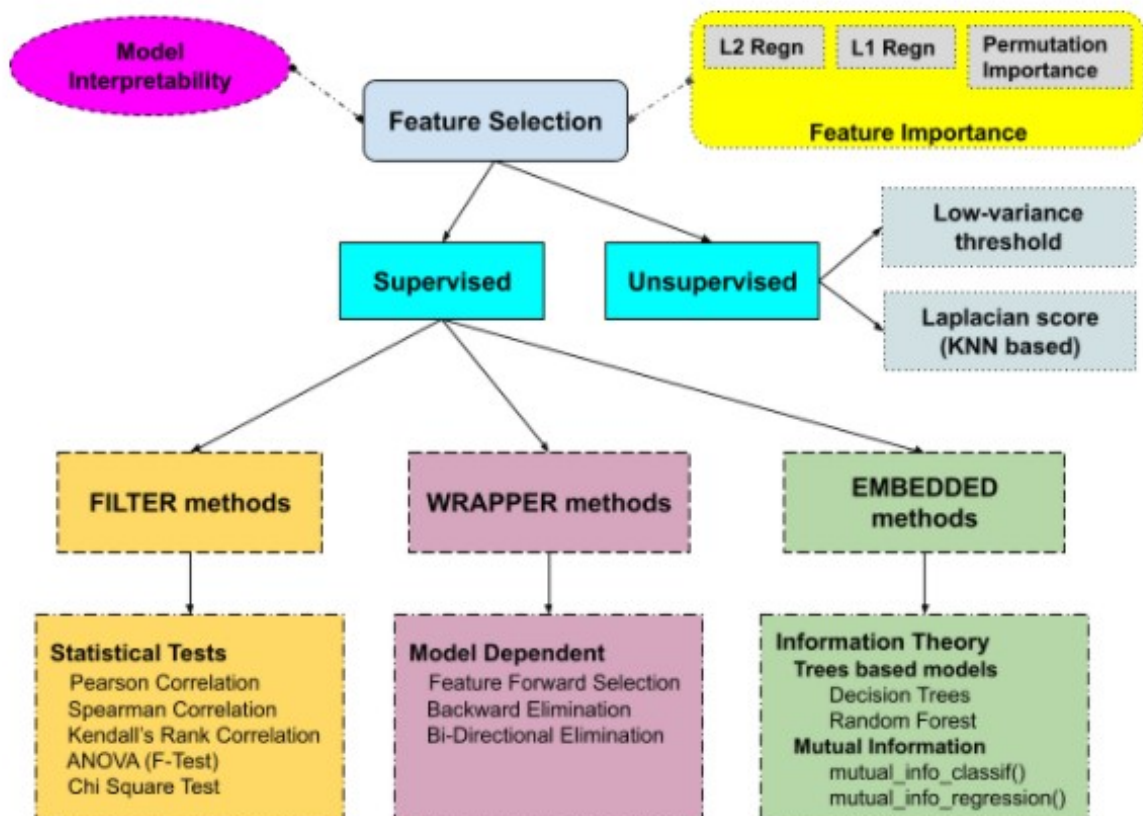 Model
Interpretability
Feature Selection
L2 Regn
L1 Regn
Permutation
Importance
Feature Importance
Supervised
Unsupervised
Low-variance
threshold
Laplacian score
(KNN based)
FILTER methods
WRAPPER methods
EMBEDDED
methods
Statistical Tests
Pearson Correlation
Spearman Correlation
Kendall's Rank Correlation
ANOVA (F-Test)
Chi Square Test
Model Dependent
Feature Forward Selection
Backward Elimination
Bi-Directional Elimination
Information Theory
Trees based models
Decision Trees
Random Forest
Mutual Information
mutual_info_classif()
mutual_info_regression()